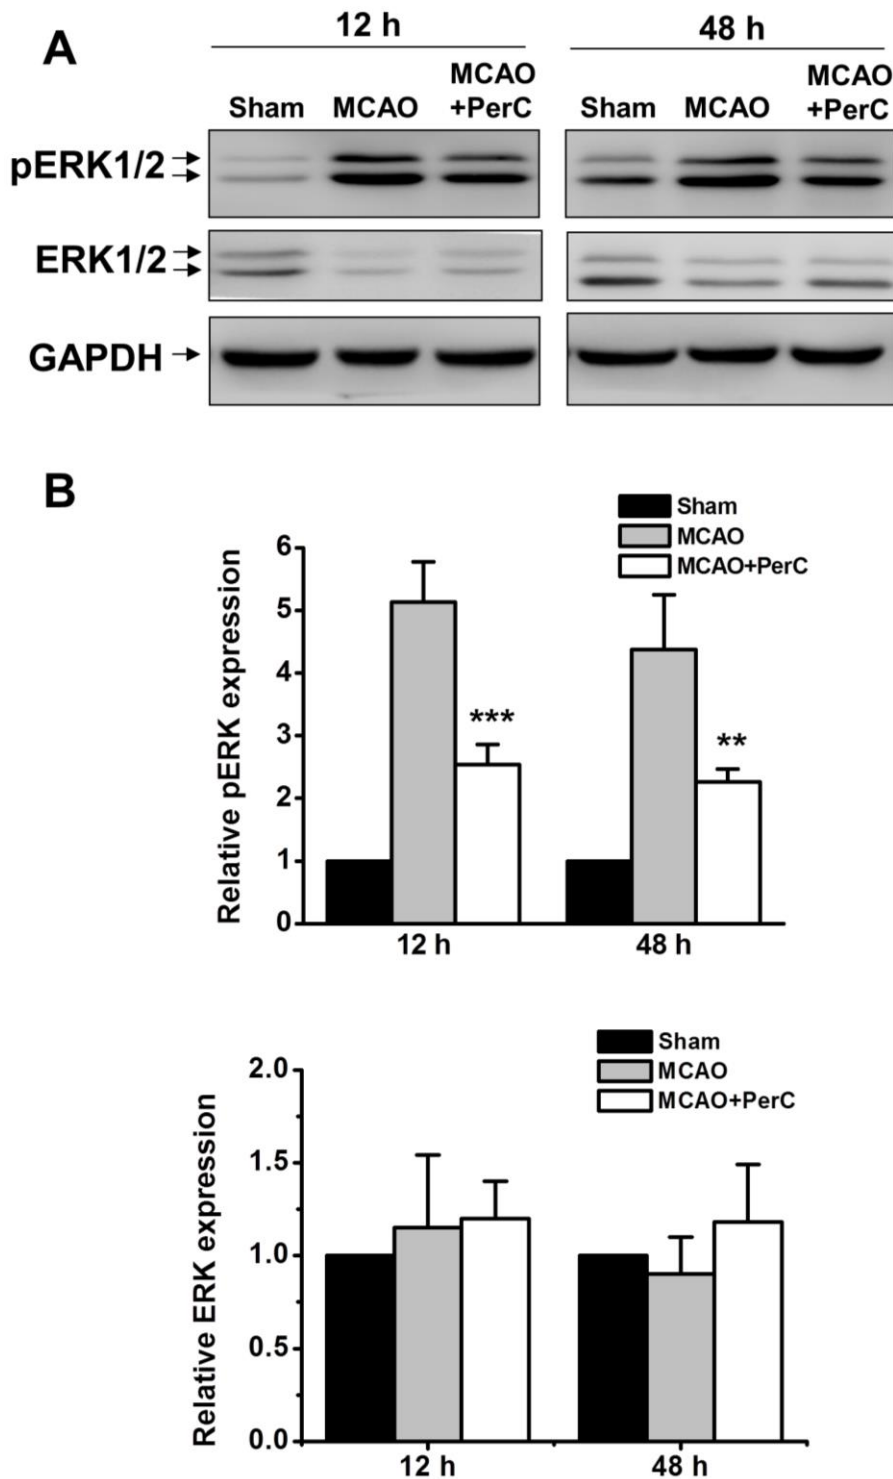 A
12 h
48 h
Sham MCAO MCAO +PerC
Sham MCAO MCAO +PerC
pERK1/2
ERK1/2
GAPDH
B
Sham
MCAO
MCAO+PerC
Relative pERK expression
6
5
4
3
2
1
0
***
**
12 h
48 h
Sham
MCAO
MCAO+PerC
Relative ERK expression
2.0
1.5
1.0
0.5
0.0
12 h
48 h